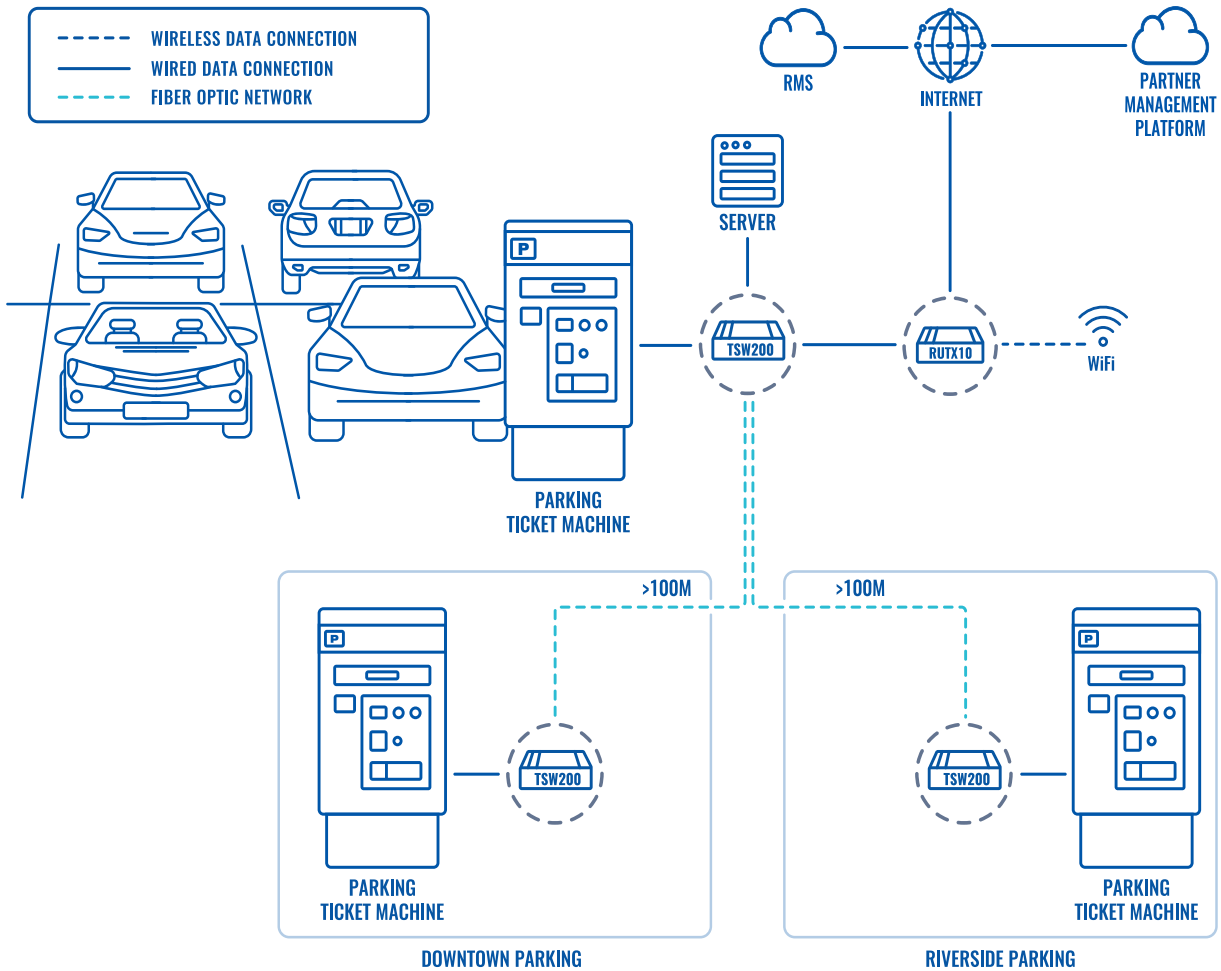 WIRELESS DATA CONNECTION
WIRED DATA CONNECTION
FIBER OPTIC NETWORK
RMS
INTERNET
PARTNER
MANAGEMENT
PLATFORM
SERVER
P
TSW200
RUTX10
WiFi
PARKING
TICKET MACHINE
>100M
>100M
P
TSW200
PARKING
TICKET MACHINE
DOWNTOWN PARKING
P
TSW200
PARKING
TICKET MACHINE
RIVERSIDE PARKING